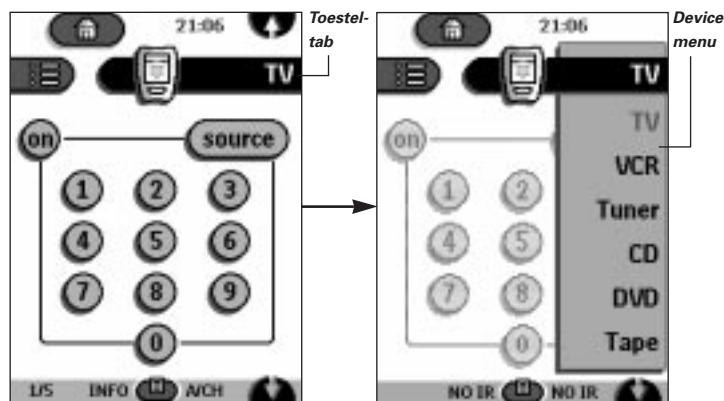 21:06
Toestel-
tab
TV
on
source
1 2 3
4 5 6
7 8 9
0
1/5 INFO A/CH
21:06
Device
menu
TV
on
TV
VCR
1 2
Tuner
4 5
CD
7 8
DVD
0
Tape
NO IR NO IR